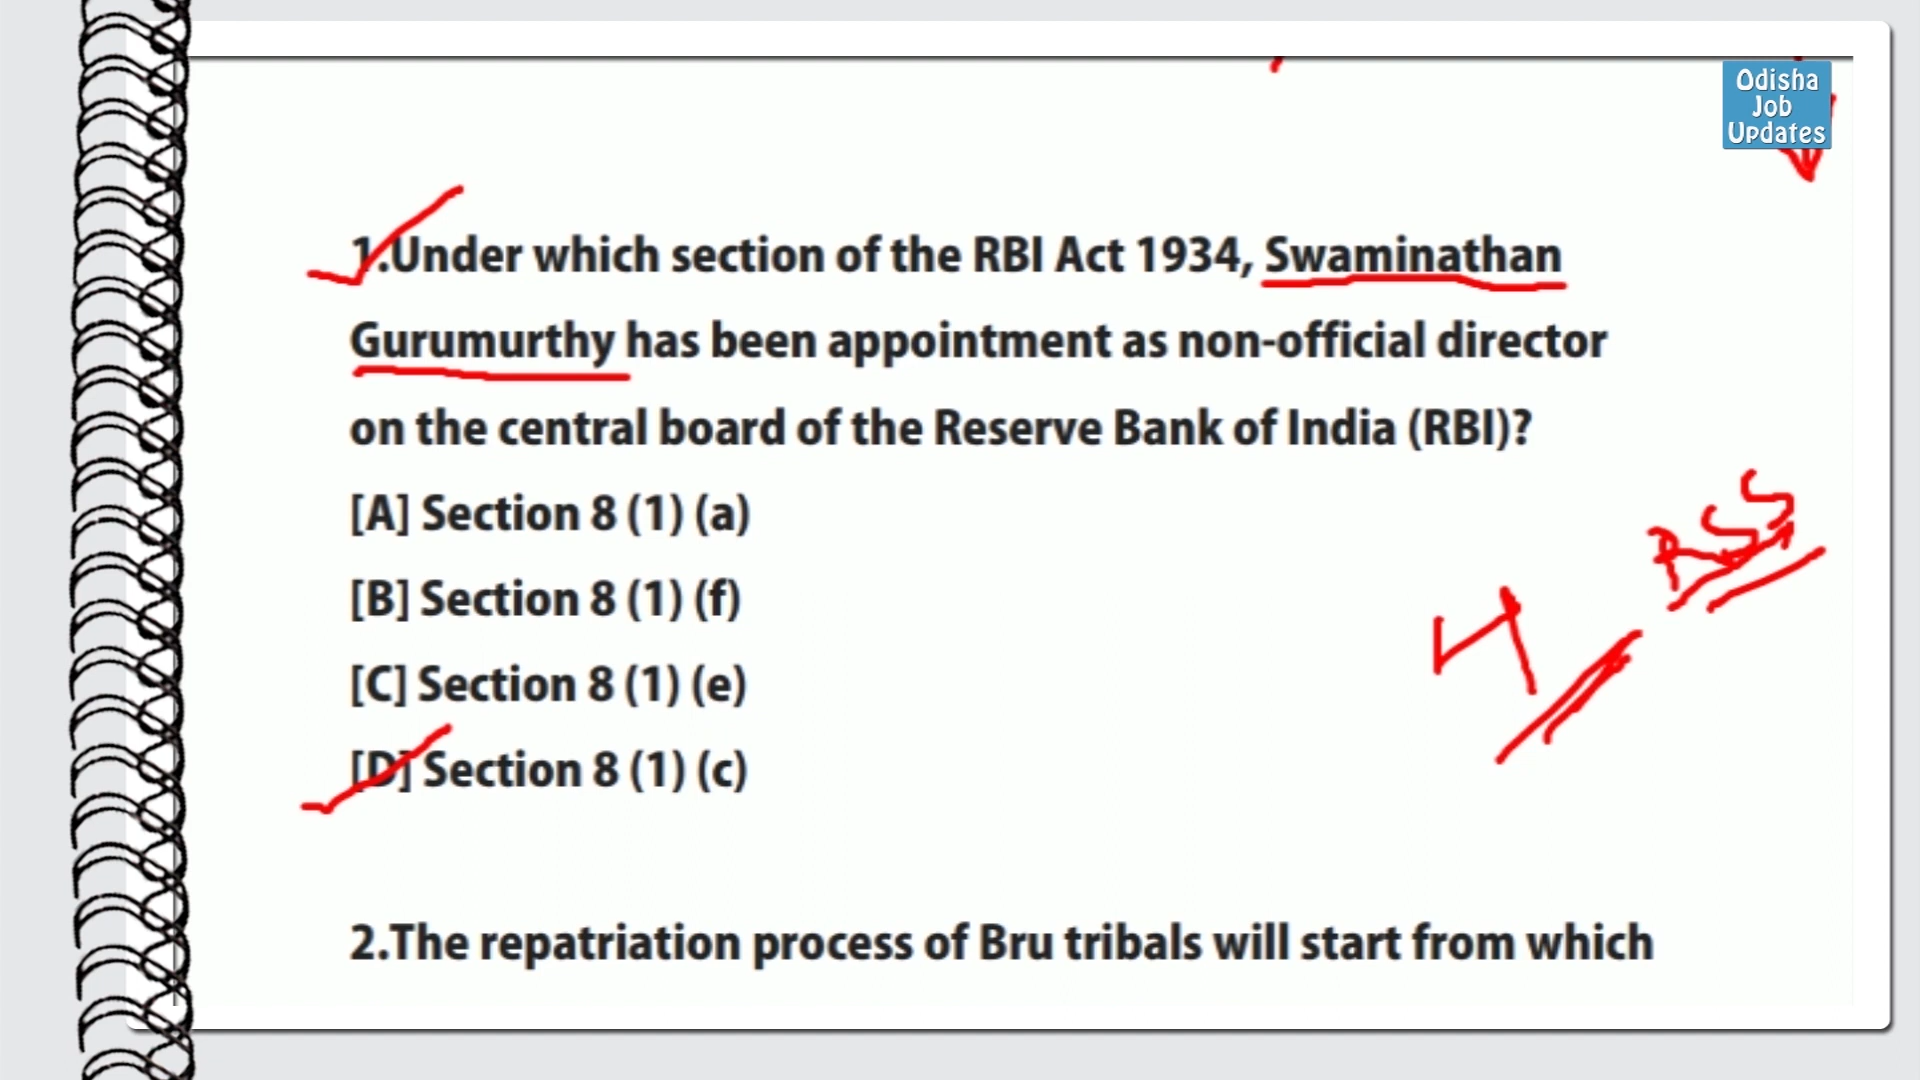 Odisha
Job
Updates
1.Under which section of the RBI Act 1934, Swaminathan
Gurumurthy has been appointment as non-official director
on the central board of the Reserve Bank of India (RBI)?
[A] Section 8 (1) (a)
[B] Section 8 (1) (f)
[C] Section 8 (1) (e)
[D] Section 8 (1) (c)
RSS
4
2.The repatriation process of Bru tribals will start from which